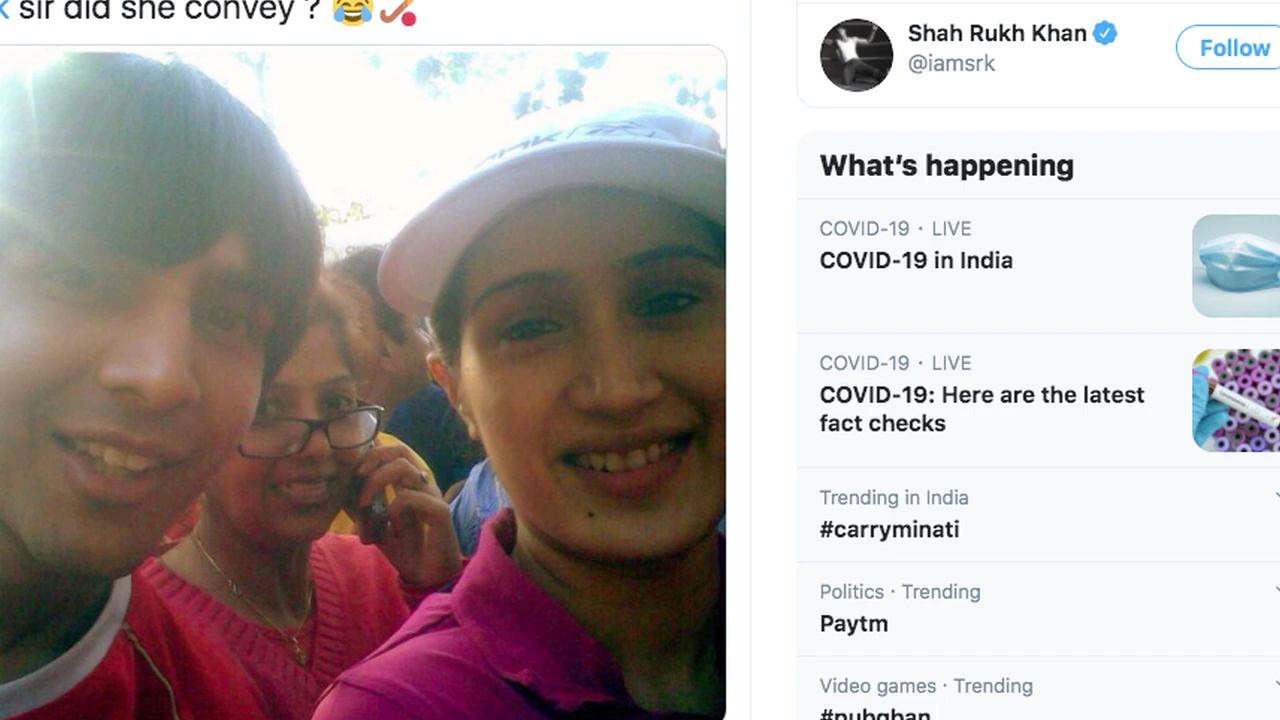 sir did she convey ? 😂🏑
Shah Rukh Khan
@iamsrk
Follow
What's happening
COVID-19 · LIVE
COVID-19 in India
COVID-19 · LIVE
COVID-19: Here are the latest
fact checks
Trending in India
#carryminati
Politics · Trending
Paytm
Video games · Trending
#pubgban